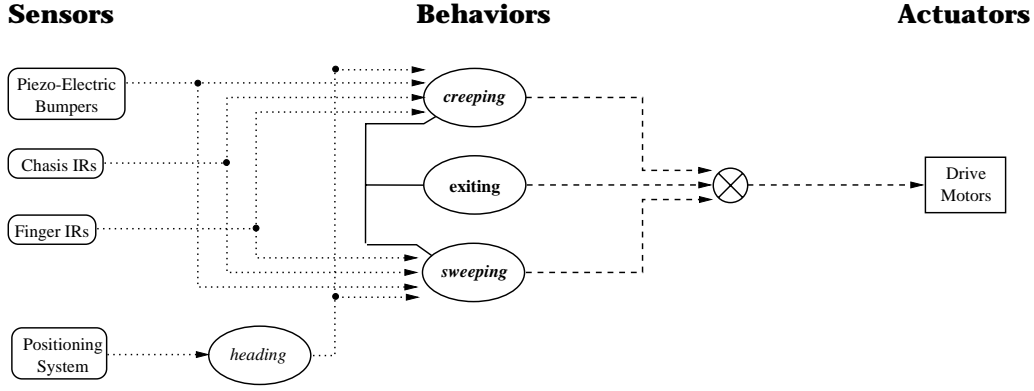 Sensors
Behaviors
Actuators
Piezo-Electric
Bumpers
creeping
Chasis IRs
exiting
Drive
Motors
Finger IRs
sweeping
Positioning
System
heading